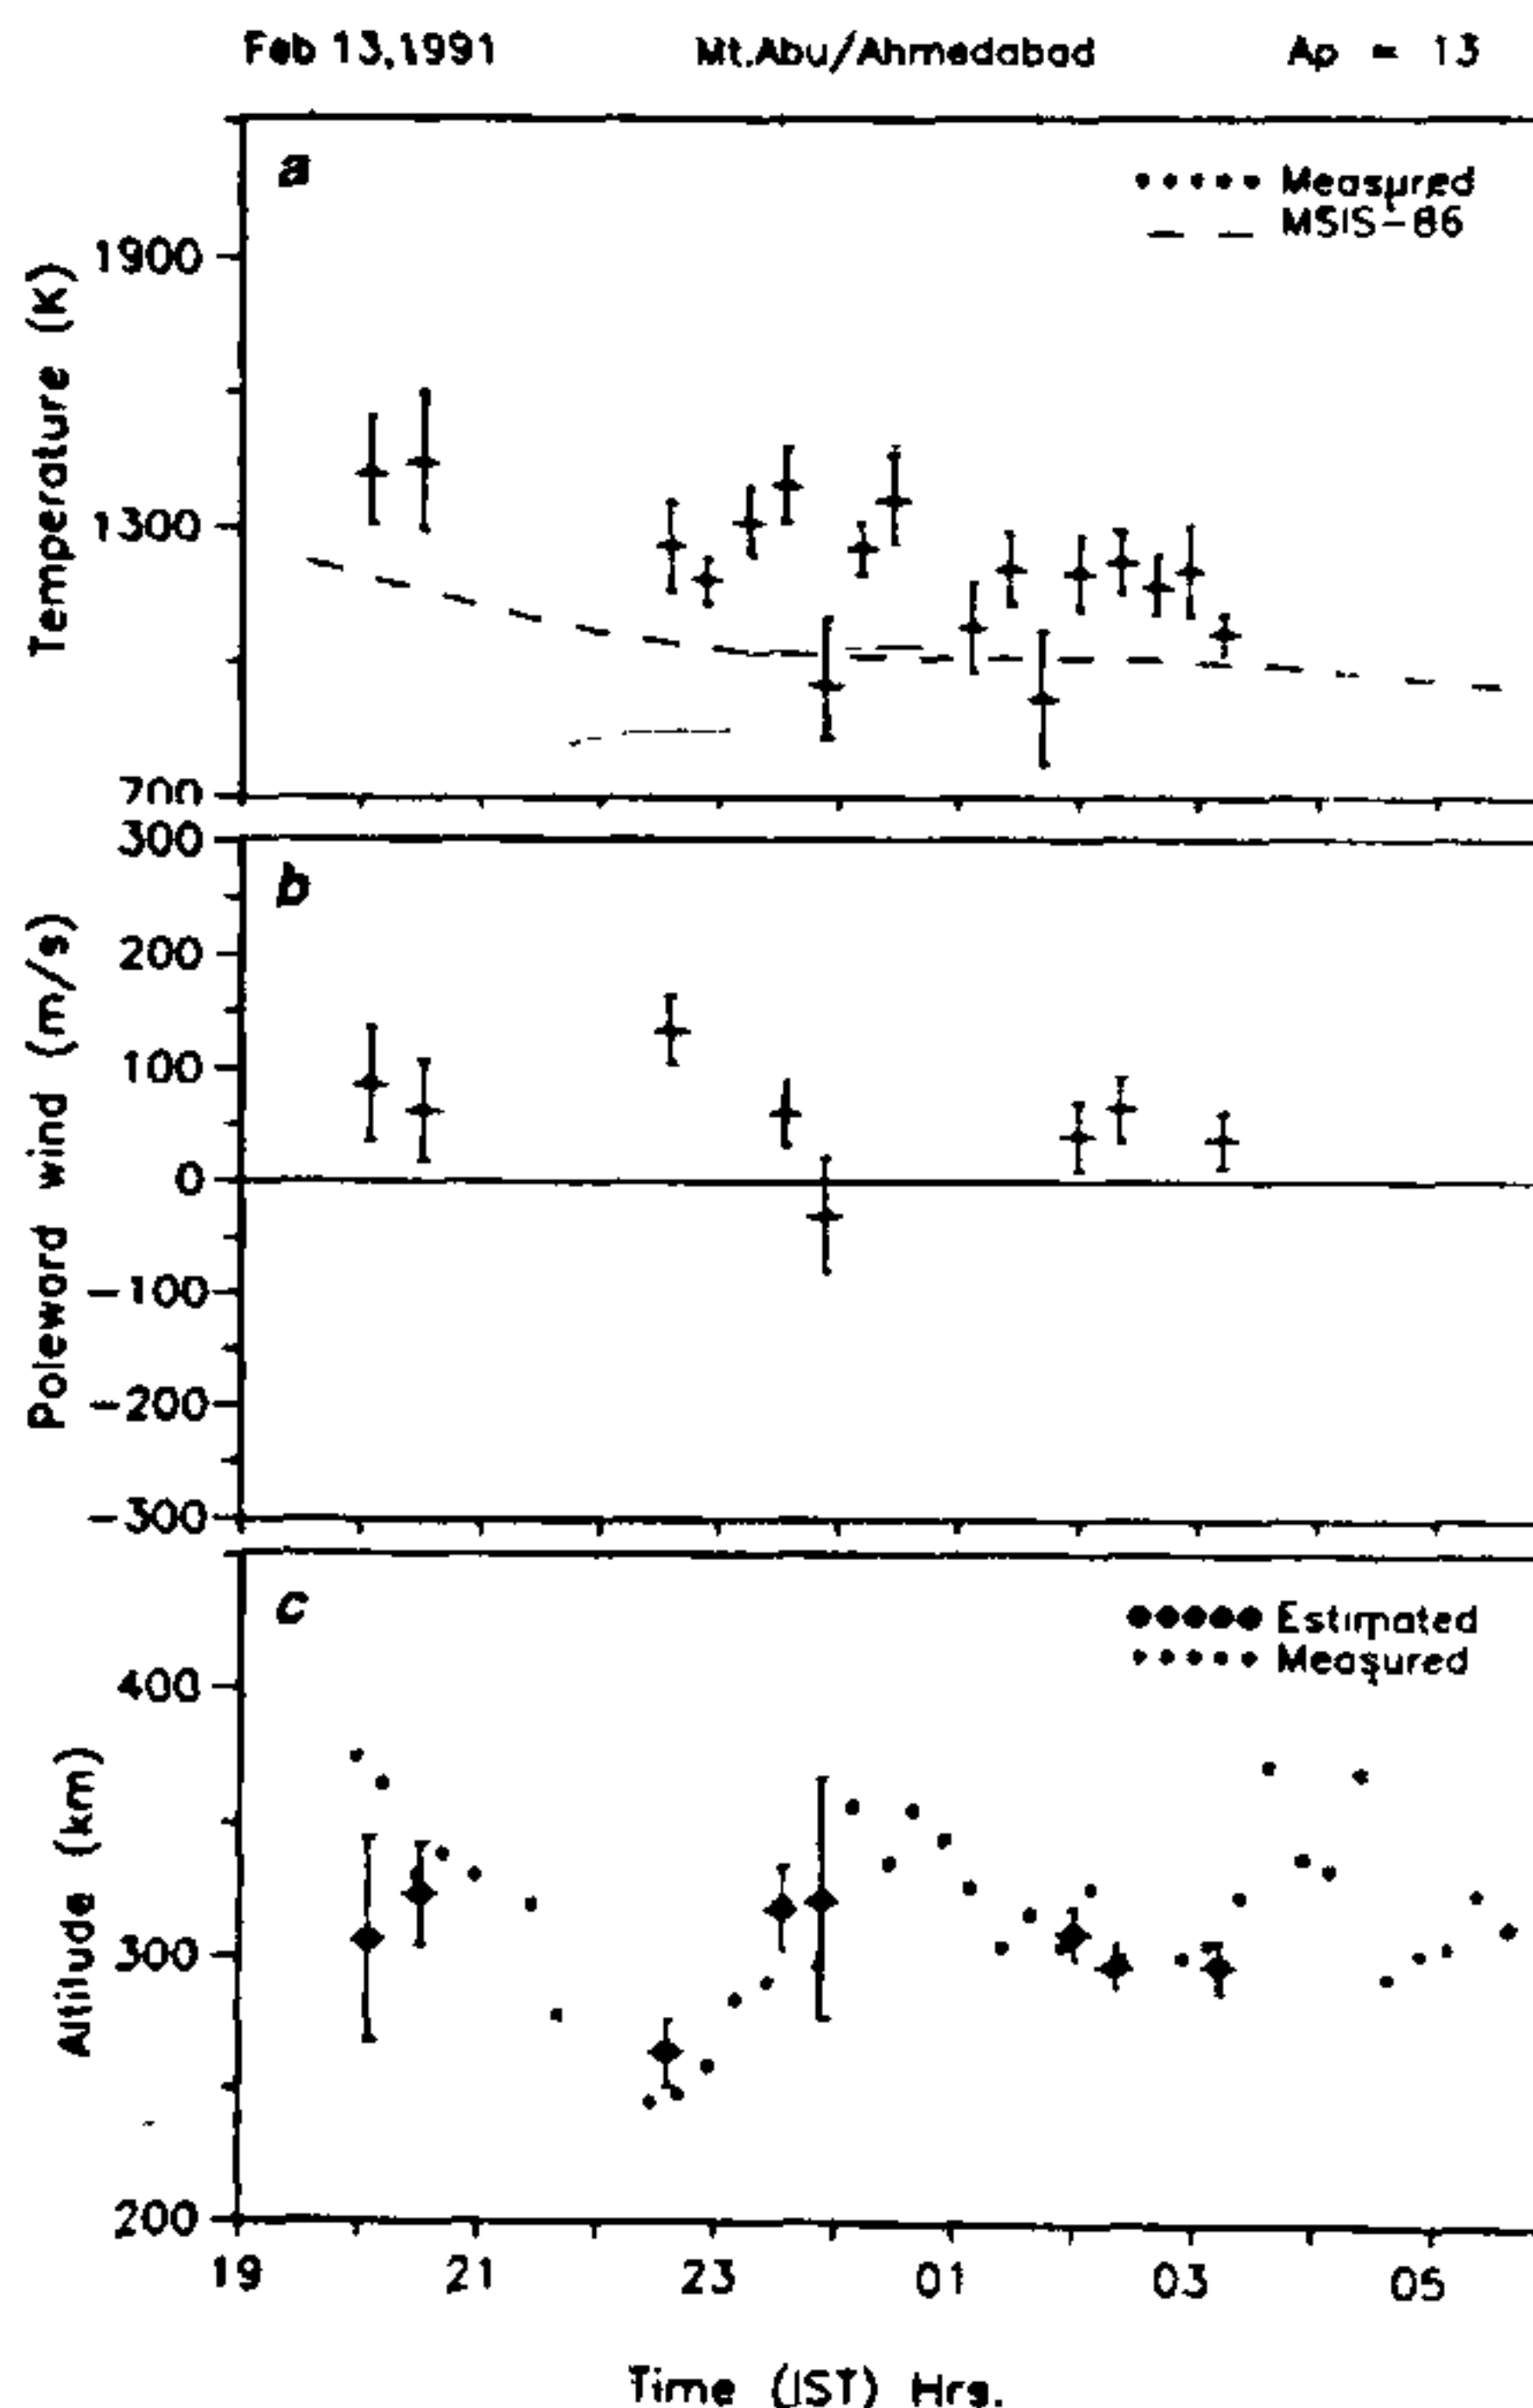 Feb 13,1991 Mt.Abu/Ahmedabad Ap = 13
a
Measured
MSIS-86
Temperature (K)
1900
1300
700
b
Poleward wind (m/s)
300
200
100
0
-100
-200
-300
c
Estimated
Measured
Altitude (km)
400
300
200
19 21 23 01 03 05
Time (IST) Hrs.